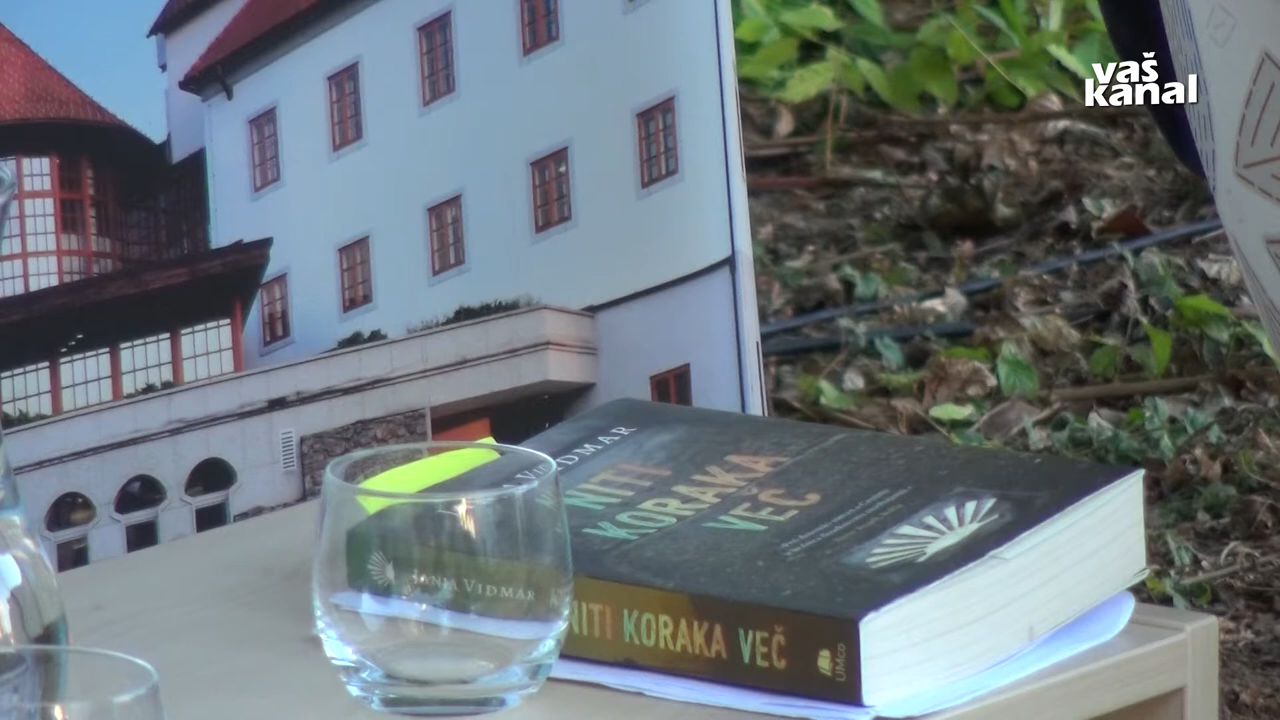 vaš
kanal
VIDMAR
NITI
KORAKA
VEČ
JANJA VIDMAR
NITI KORAKA VEČ
UMco